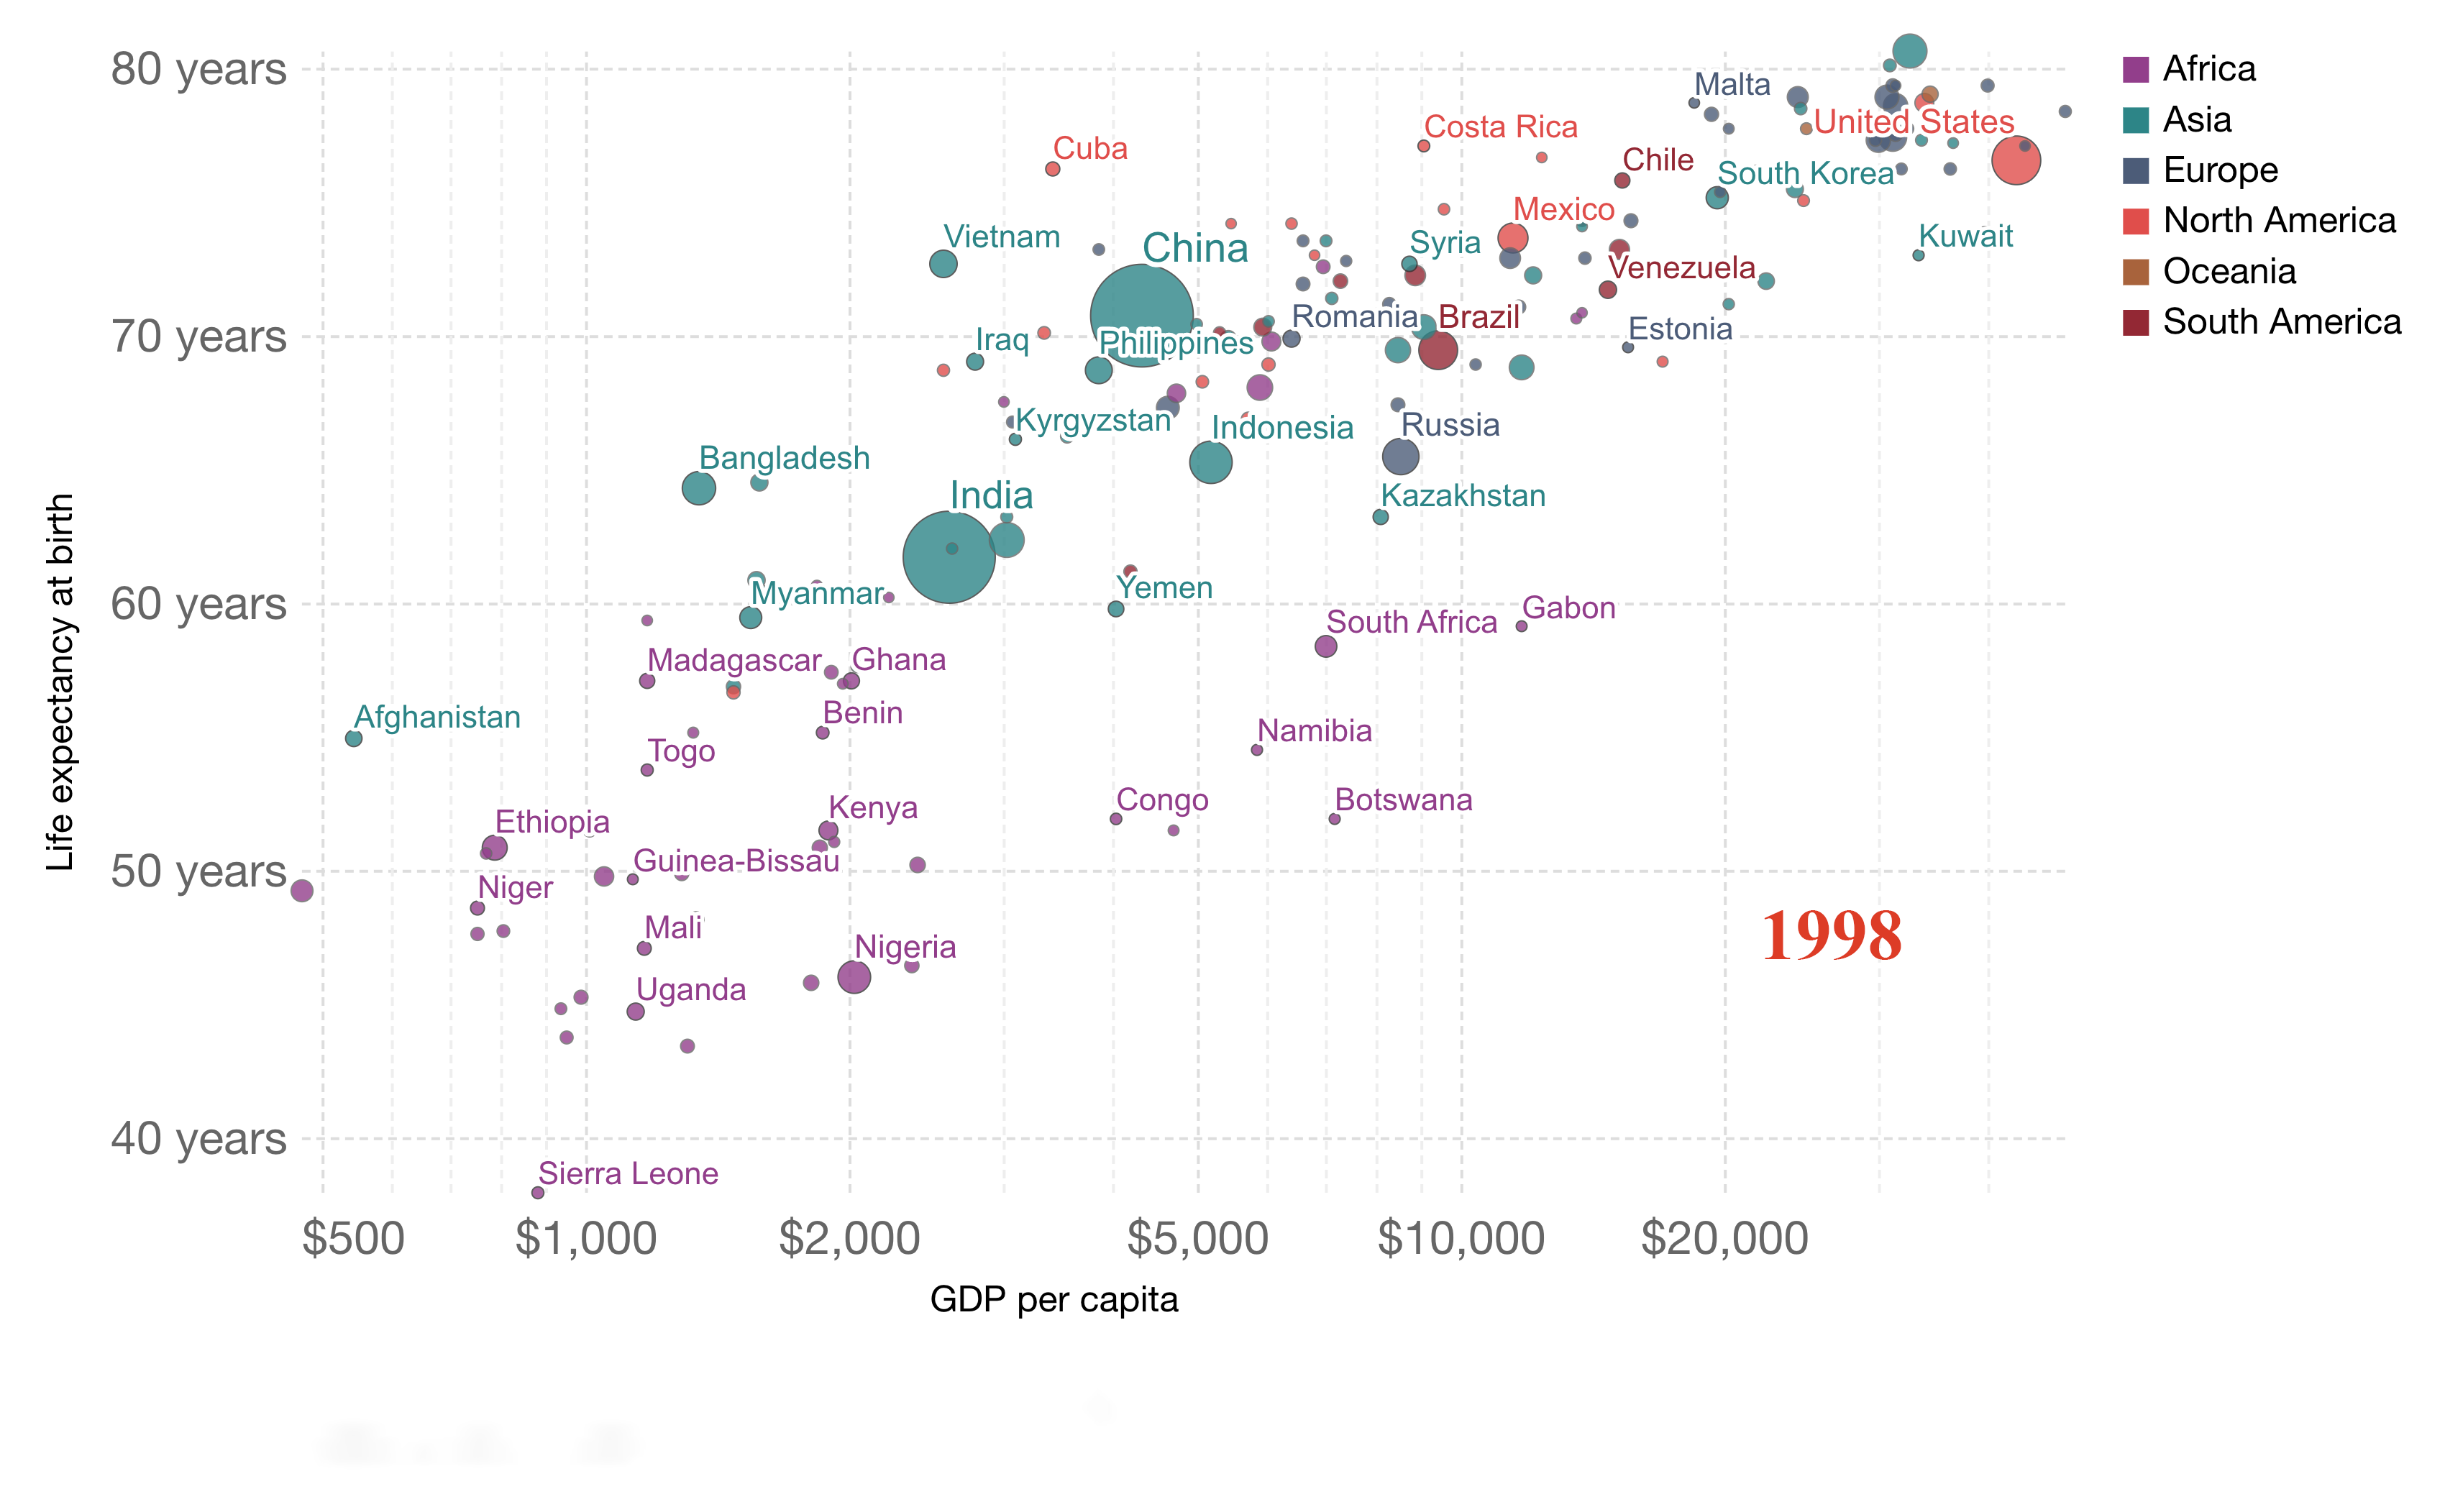 80 years
70 years
60 years
50 years
40 years
Life expectancy at birth
$500
$1,000
$2,000
$5,000
$10,000
$20,000
GDP per capita
Africa
Asia
Europe
North America
Oceania
South America
Malta
United States
Costa Rica
Cuba
Chile
South Korea
Mexico
Vietnam
China
Syria
Kuwait
Venezuela
Romania
Brazil
Estonia
Iraq
Philippines
Kyrgyzstan
Indonesia
Russia
Bangladesh
India
Kazakhstan
Myanmar
Yemen
South Africa
Gabon
Madagascar
Ghana
Afghanistan
Benin
Togo
Namibia
Ethiopia
Kenya
Congo
Botswana
Guinea-Bissau
Niger
Mali
Nigeria
1998
Uganda
Sierra Leone